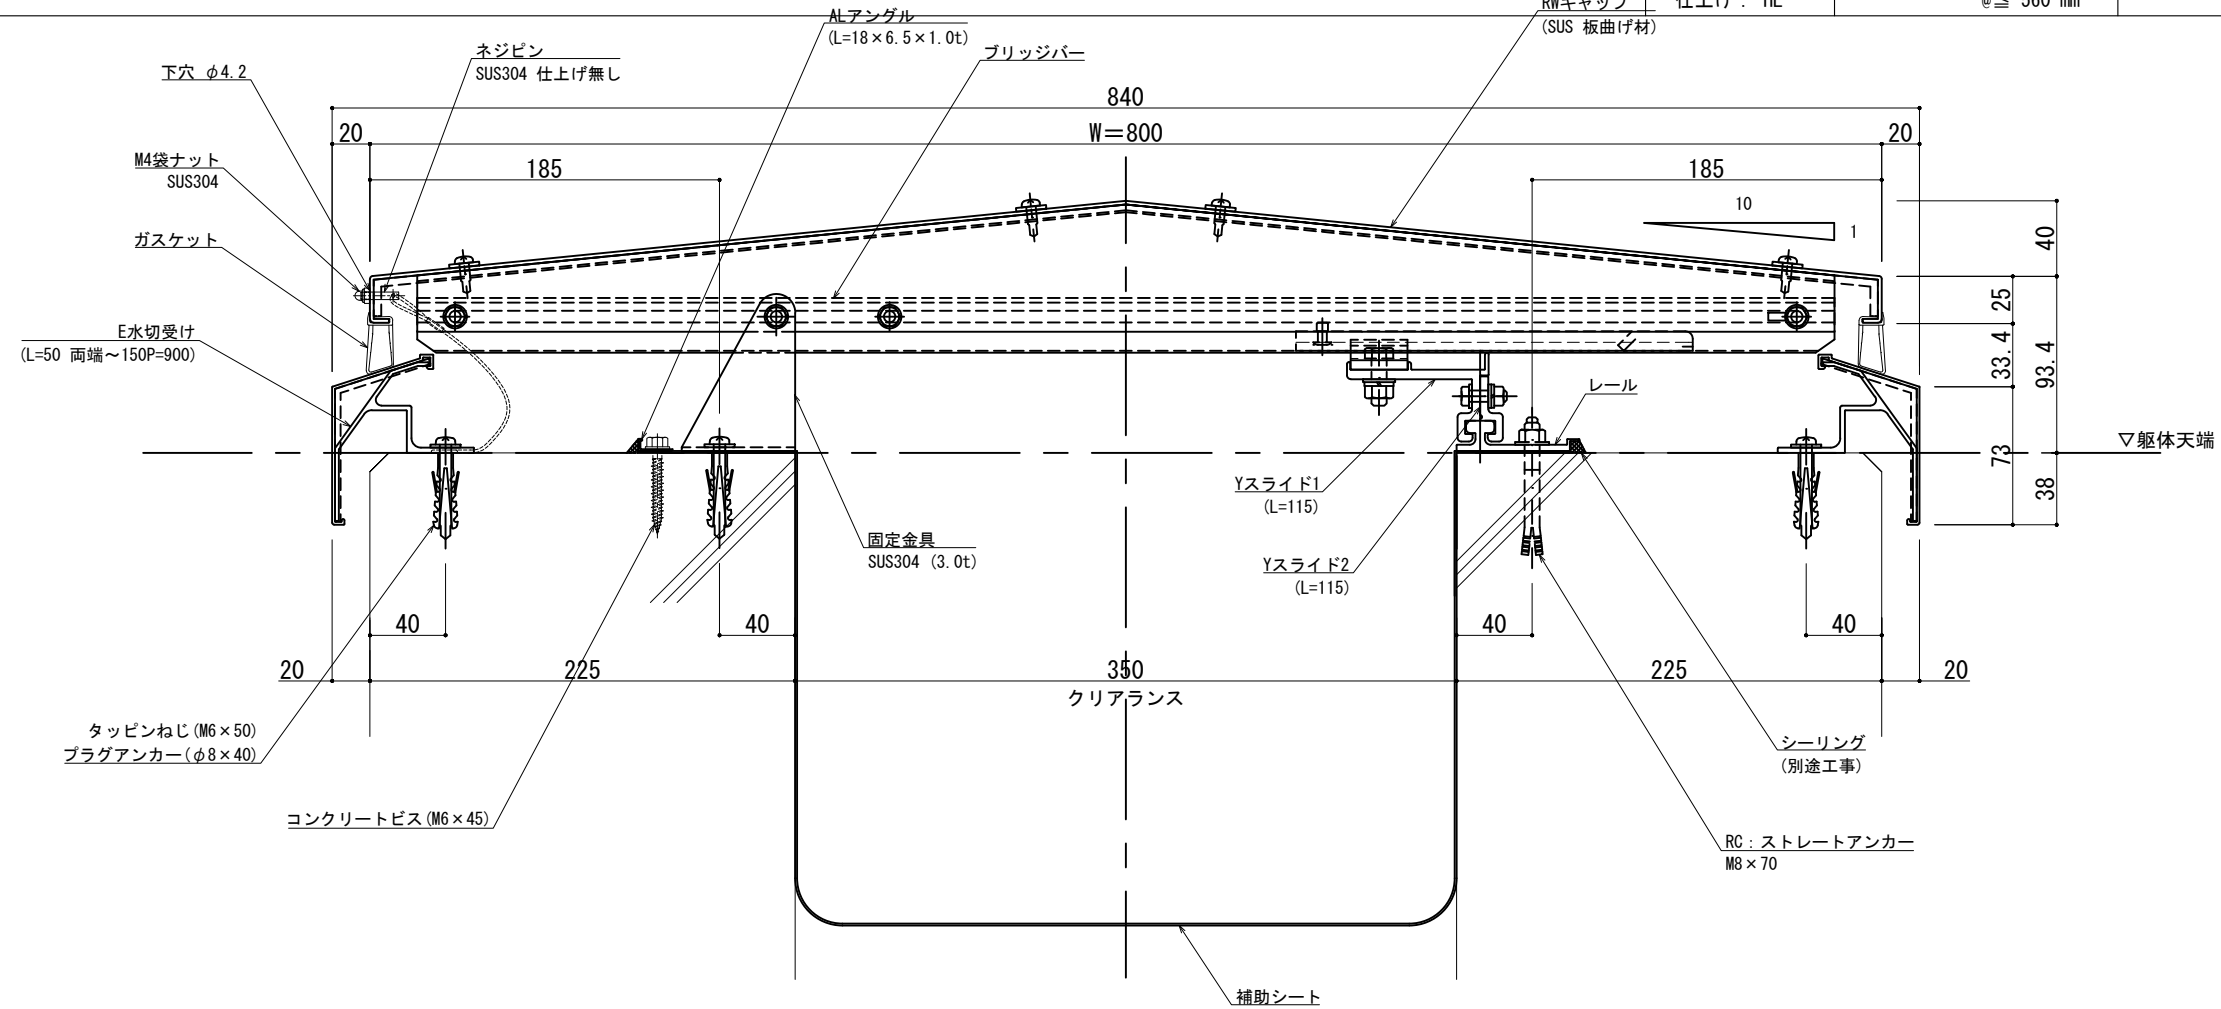 RWキャップ
(SUS 板曲げ材)
仕上げ : HL
@≦ 560 mm
ALアングル
(L=18×6.5×1.0t)
ネジピン
SUS304 仕上げ無し
ブリッジバー
下穴 φ4.2
M4袋ナット
SUS304
ガスケット
E水切受け
(L=50 両端～150P=900)
840
20
W＝800
20
185
185
10
1
40
25
33.4
93.4
73
38
レール
▽躯体天端
Yスライド1
(L=115)
固定金具
SUS304 (3.0t)
Yスライド2
(L=115)
40
40
40
40
20
225
350
225
20
クリアランス
タッピンねじ(M6×50)
プラグアンカー(φ8×40)
シーリング
(別途工事)
コンクリートビス(M6×45)
RC：ストレートアンカー
M8×70
補助シート